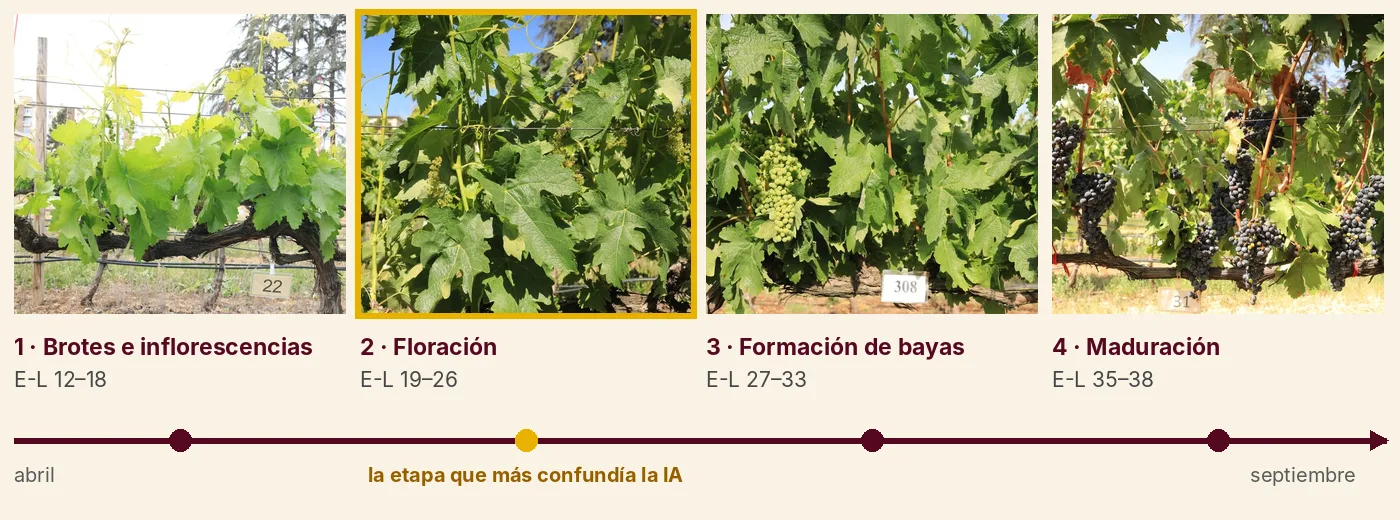 22
308
31
1 · Brotes e inflorescencias
E-L 12–18
2 · Floración
E-L 19–26
3 · Formación de bayas
E-L 27–33
4 · Maduración
E-L 35–38
abril
la etapa que más confundía la IA
septiembre